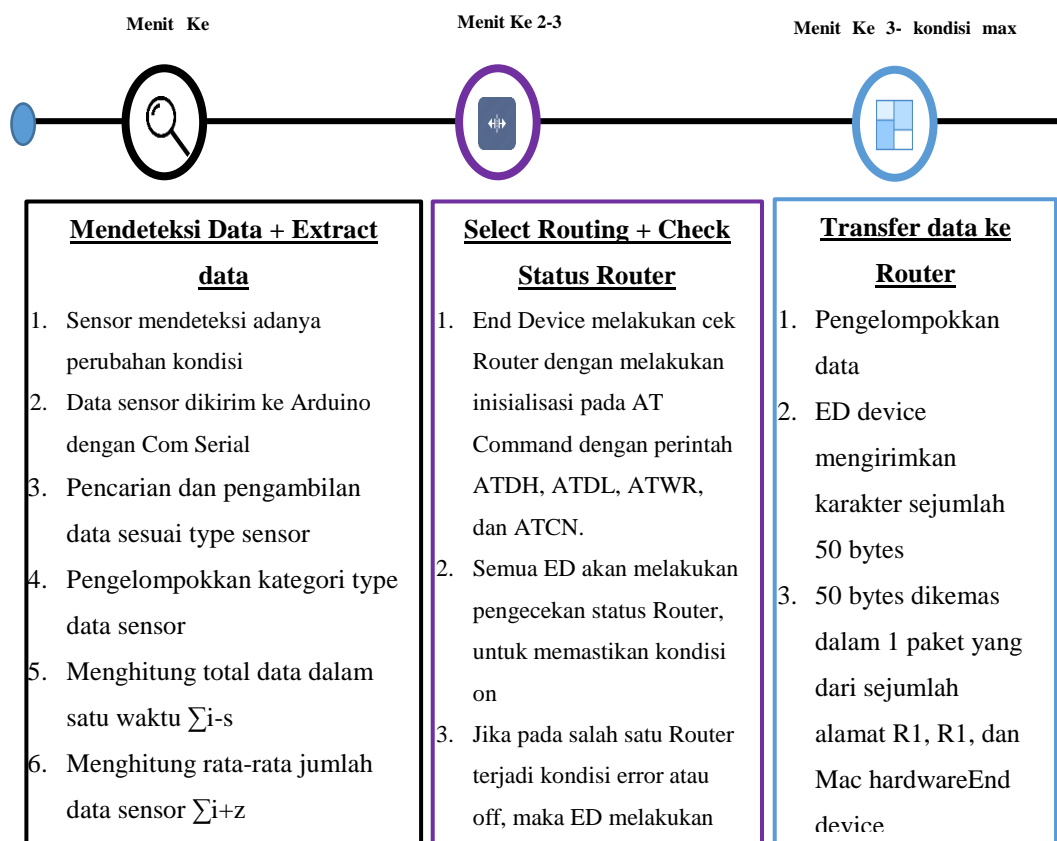 Menit Ke
Menit Ke 2-3
Menit Ke 3- kondisi max
Mendeteksi Data + Extract
data
1. Sensor mendeteksi adanya
perubahan kondisi
2. Data sensor dikirim ke Arduino
dengan Com Serial
3. Pencarian dan pengambilan
data sesuai type sensor
4. Pengelompokkan kategori type
data sensor
5. Menghitung total data dalam
satu waktu ∑i-s
6. Menghitung rata-rata jumlah
data sensor ∑i+z
Select Routing + Check
Status Router
1. End Device melakukan cek
Router dengan melakukan
inisialisasi pada AT
Command dengan perintah
ATDH, ATDL, ATWR,
dan ATCN.
2. Semua ED akan melakukan
pengecekan status Router,
untuk memastikan kondisi
on
3. Jika pada salah satu Router
terjadi kondisi error atau
off, maka ED melakukan
Transfer data ke
Router
1. Pengelompokkan
data
2. ED device
mengirimkan
karakter sejumlah
50 bytes
3. 50 bytes dikemas
dalam 1 paket yang
dari sejumlah
alamat R1, R1, dan
Mac hardwareEnd
device